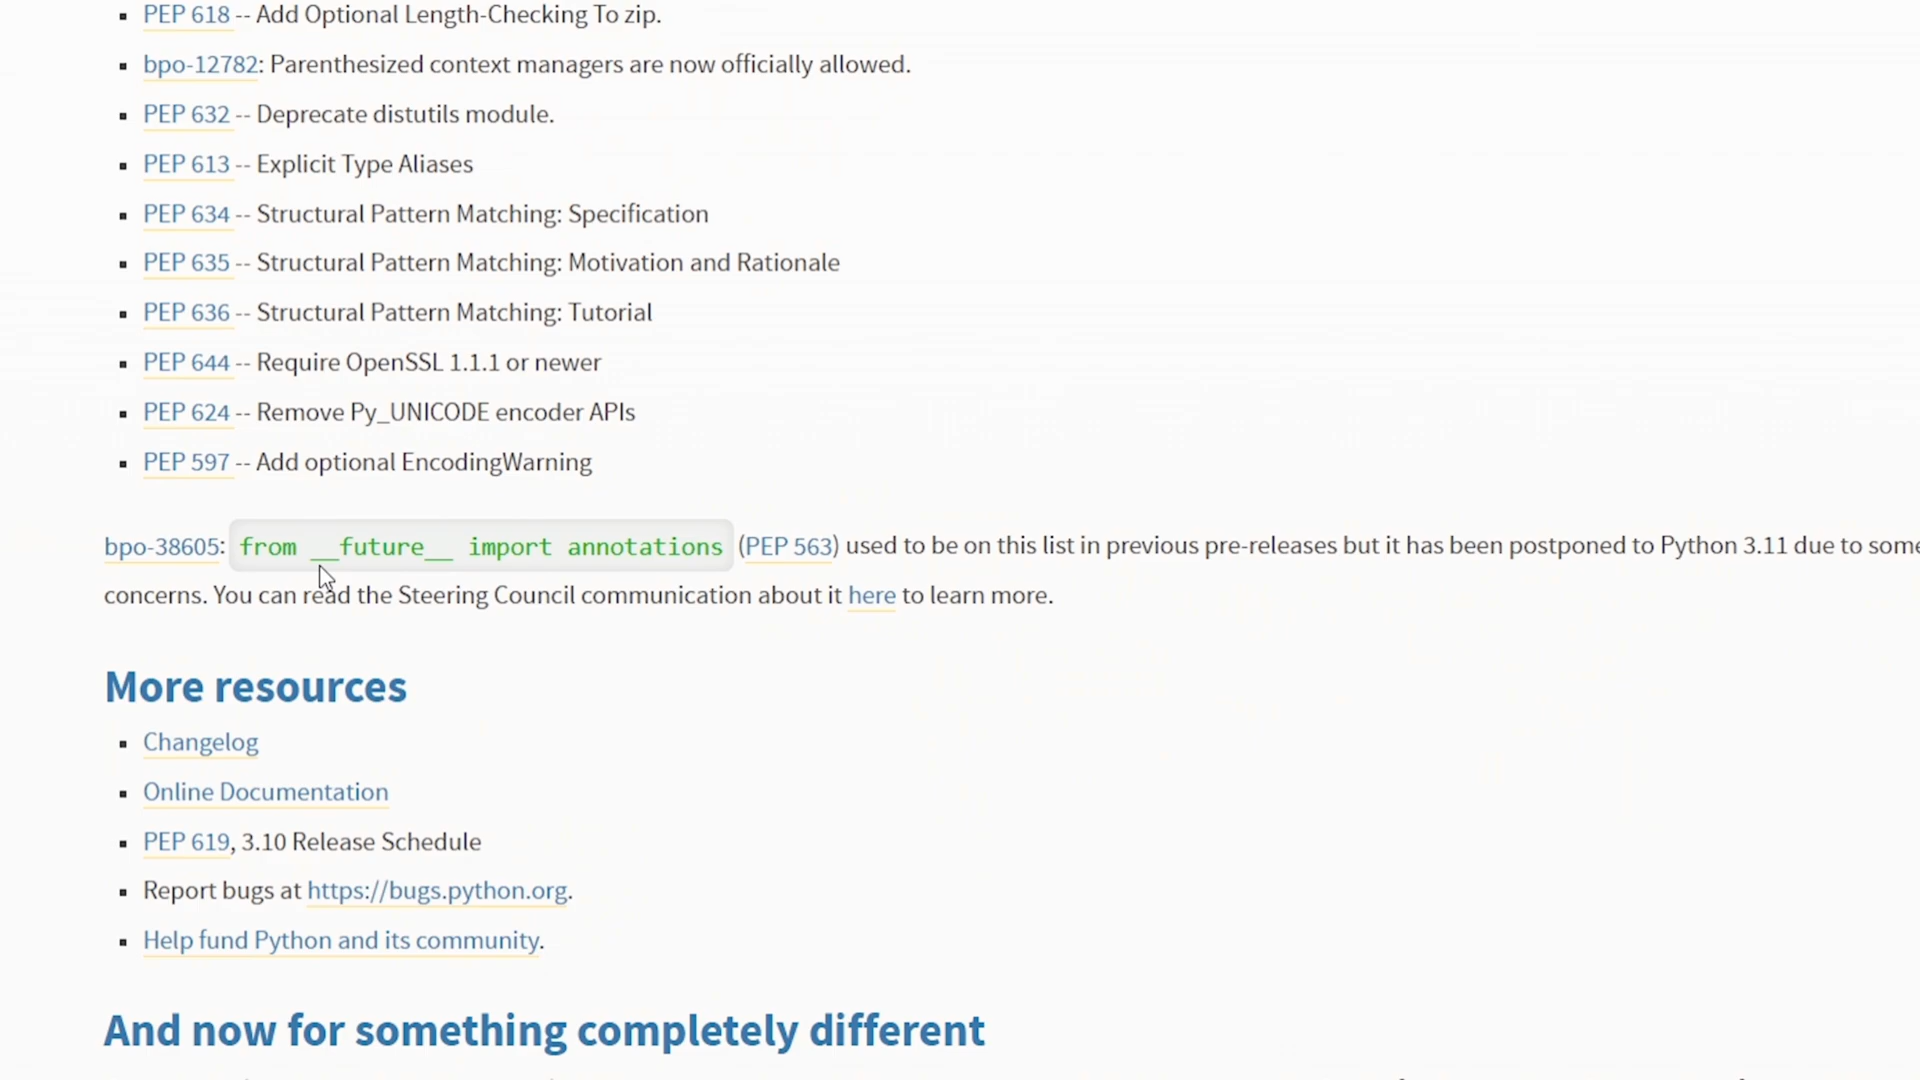 PEP 618 -- Add Optional Length-Checking To zip.
bpo-12782: Parenthesized context managers are now officially allowed.
PEP 632 -- Deprecate distutils module.
PEP 613 -- Explicit Type Aliases
PEP 634 -- Structural Pattern Matching: Specification
PEP 635 -- Structural Pattern Matching: Motivation and Rationale
PEP 636 -- Structural Pattern Matching: Tutorial
PEP 644 -- Require OpenSSL 1.1.1 or newer
PEP 624 -- Remove Py_UNICODE encoder APIs
PEP 597 -- Add optional EncodingWarning
bpo-38605: from __future__ import annotations (PEP 563) used to be on this list in previous pre-releases but it has been postponed to Python 3.11 due to some
concerns. You can read the Steering Council communication about it here to learn more.
More resources
Changelog
Online Documentation
PEP 619, 3.10 Release Schedule
Report bugs at https://bugs.python.org.
Help fund Python and its community.
And now for something completely different